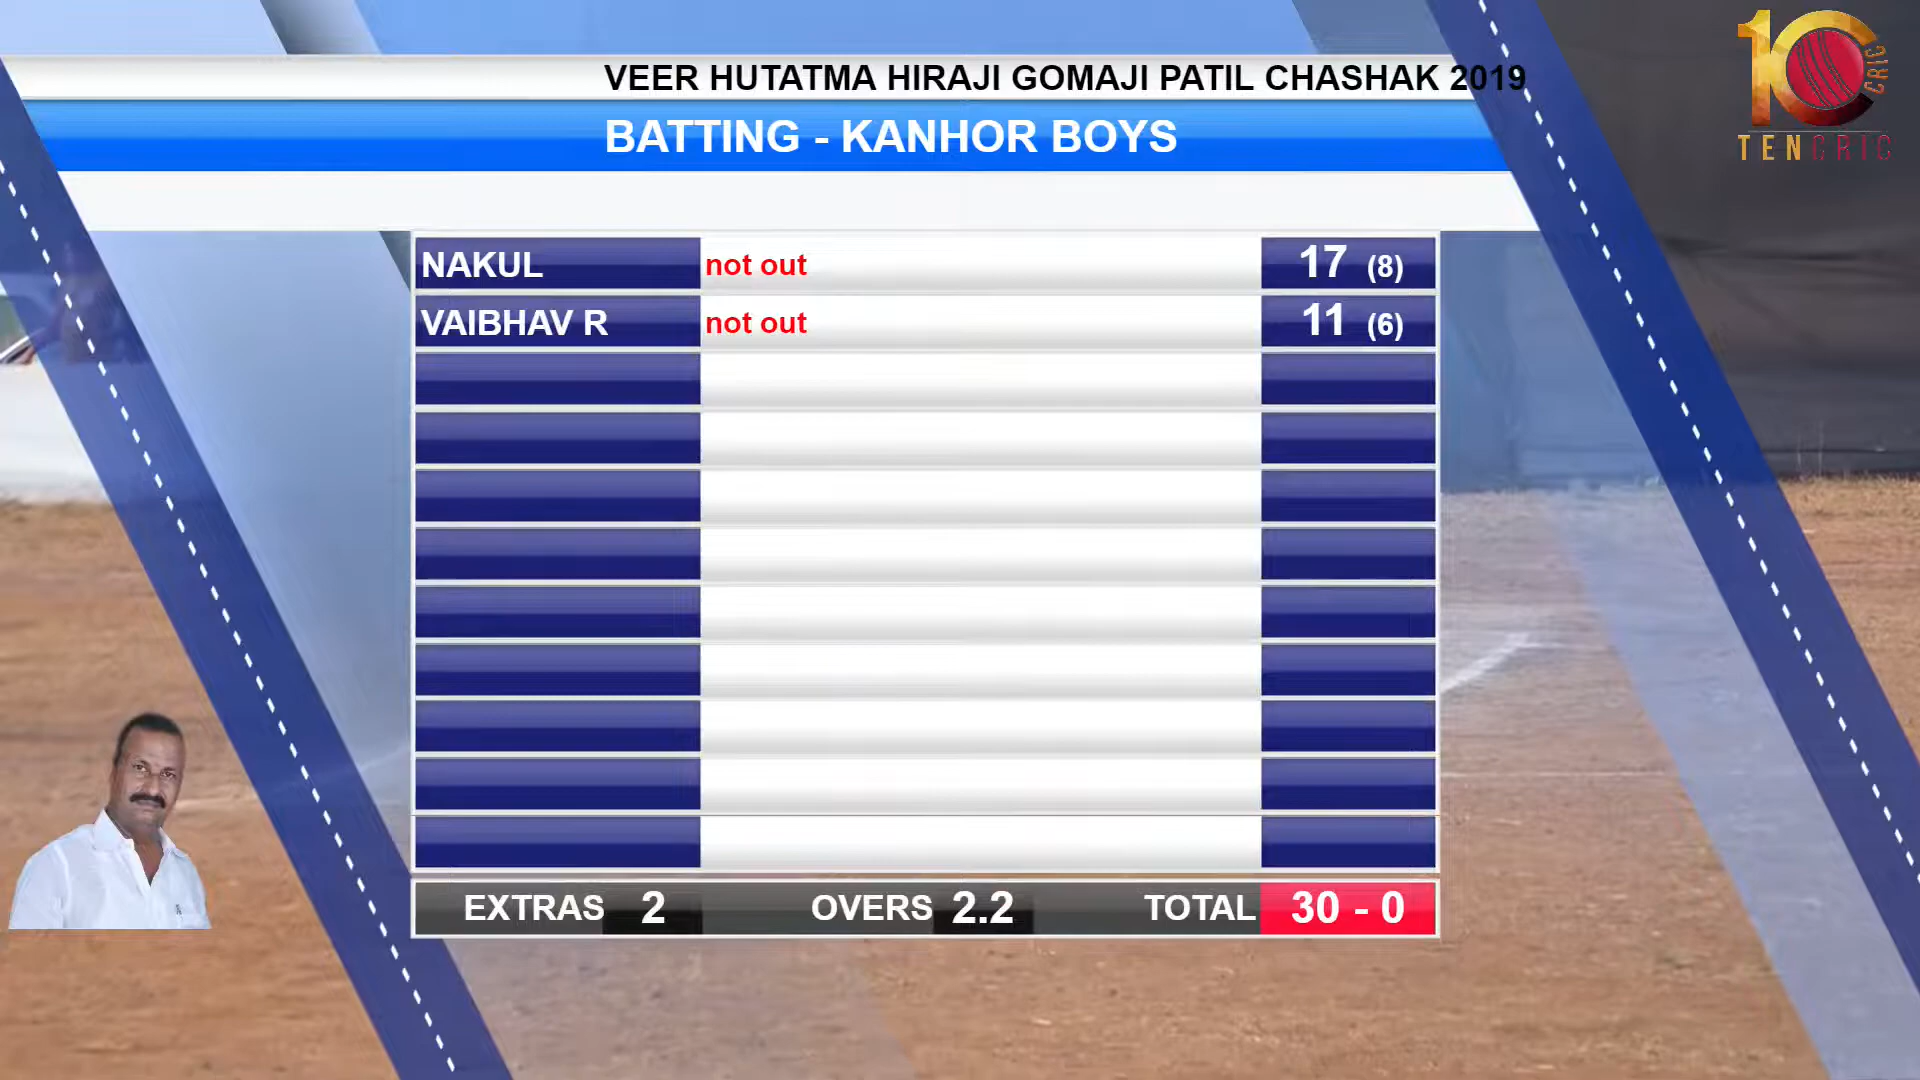 VEER HUTATMA HIRAJI GOMAJI PATIL CHASHAK 2019
BATTING - KANHOR BOYS
NAKUL not out 17 (8)
VAIBHAV R not out 11 (6)
EXTRAS 2 OVERS 2.2 TOTAL 30 - 0
10 CRIC
TENCRIC